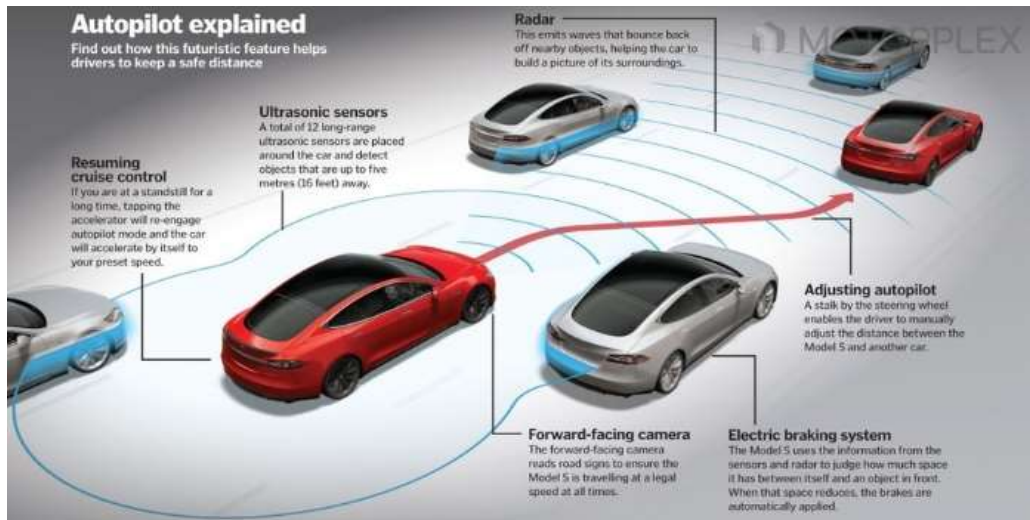 Autopilot explained
Find out how this futuristic feature helps
drivers to keep a safe distance
Radar
This emits waves that bounce back
off nearby objects, helping the car to
build a picture of its surroundings.
Ultrasonic sensors
A total of 12 long-range
ultrasonic sensors are placed
around the car and detect
objects that are up to five
metres (16 feet) away.
Resuming
cruise control
If you are at a standstill for a
long time, tapping the
accelerator will re-engage
autopilot mode and the car
will accelerate by itself to
your preset speed.
Adjusting autopilot
A stalk by the steering wheel
enables the driver to manually
adjust the distance between the
Model S and another car.
Forward-facing camera
The forward-facing camera
reads road signs to ensure the
Model S is travelling at a legal
speed at all times.
Electric braking system
The Model S uses the information from the
sensors and radar to judge how much space
it has between itself and an object in front.
When that space reduces, the brakes are
automatically applied.